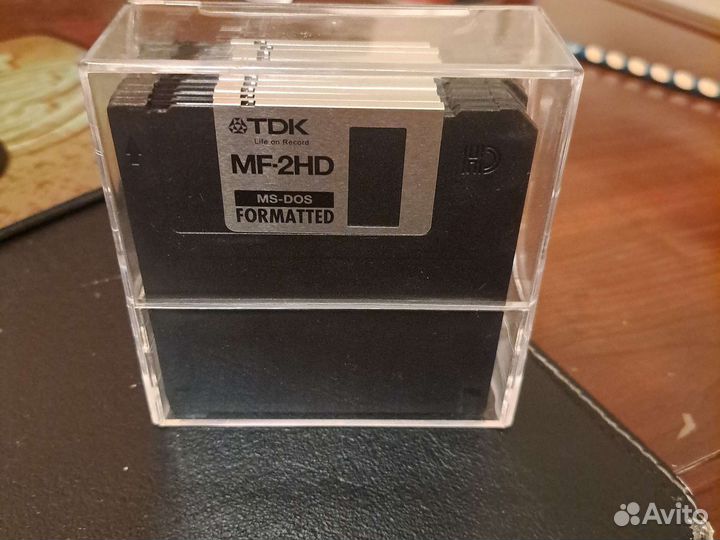 TDK
Life on Record
MF-2HD
HD
MS-DOS
FORMATTED
Avito